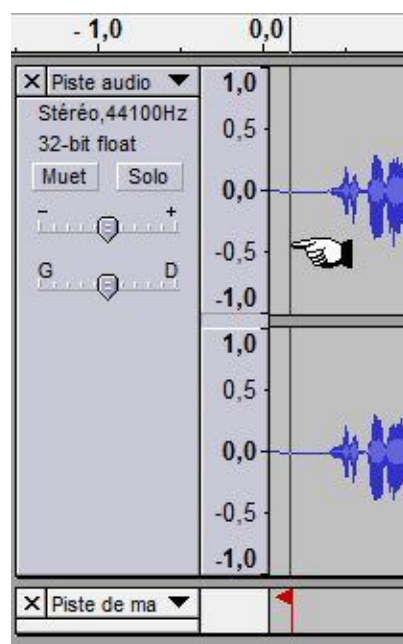 - 1,0 0,0
X Piste audio
Stéréo,44100Hz
32-bit float
Muet Solo
- +
G D
1,0
0,5
0,0
-0,5
-1,0
1,0
0,5
0,0
-0,5
-1,0
X Piste de ma